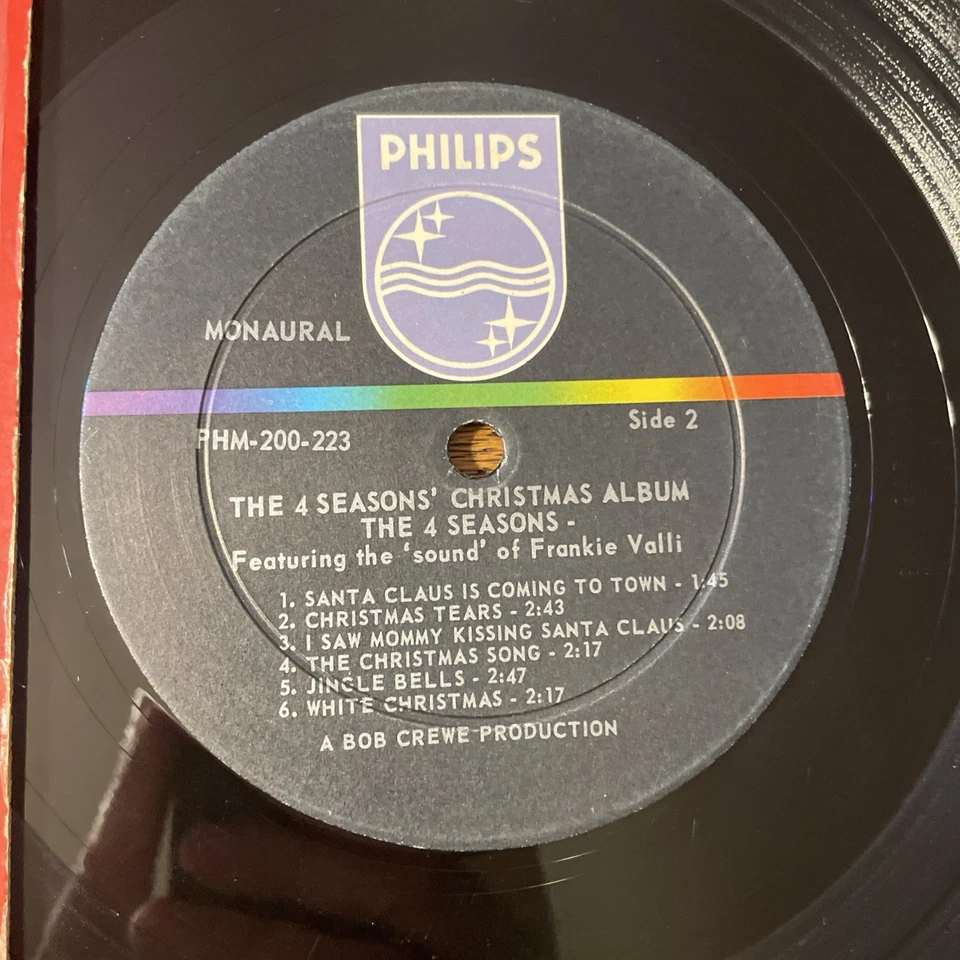 PHILIPS
MONAURAL
PHM-200-223
Side 2
THE 4 SEASONS' CHRISTMAS ALBUM
THE 4 SEASONS -
Featuring the 'sound' of Frankie Valli
1. SANTA CLAUS IS COMING TO TOWN - 1:45
2. CHRISTMAS TEARS - 2:43
3. I SAW MOMMY KISSING SANTA CLAUS - 2:08
4. THE CHRISTMAS SONG - 2:17
5. JINGLE BELLS - 2:47
6. WHITE CHRISTMAS - 2:17
A BOB CREWE PRODUCTION